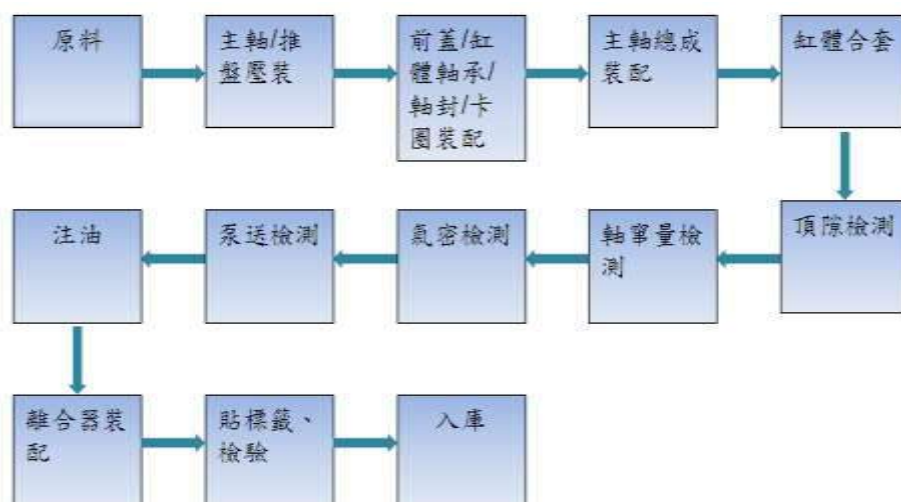 原料
主軸/推
盤壓裝
前蓋/缸
體軸承/
軸封/卡
圈裝配
主軸總成
裝配
缸體合套
頂隙檢測
軸竄量檢
測
氣密檢測
泵送檢測
注油
離合器裝
配
貼標籤、
檢驗
入庫